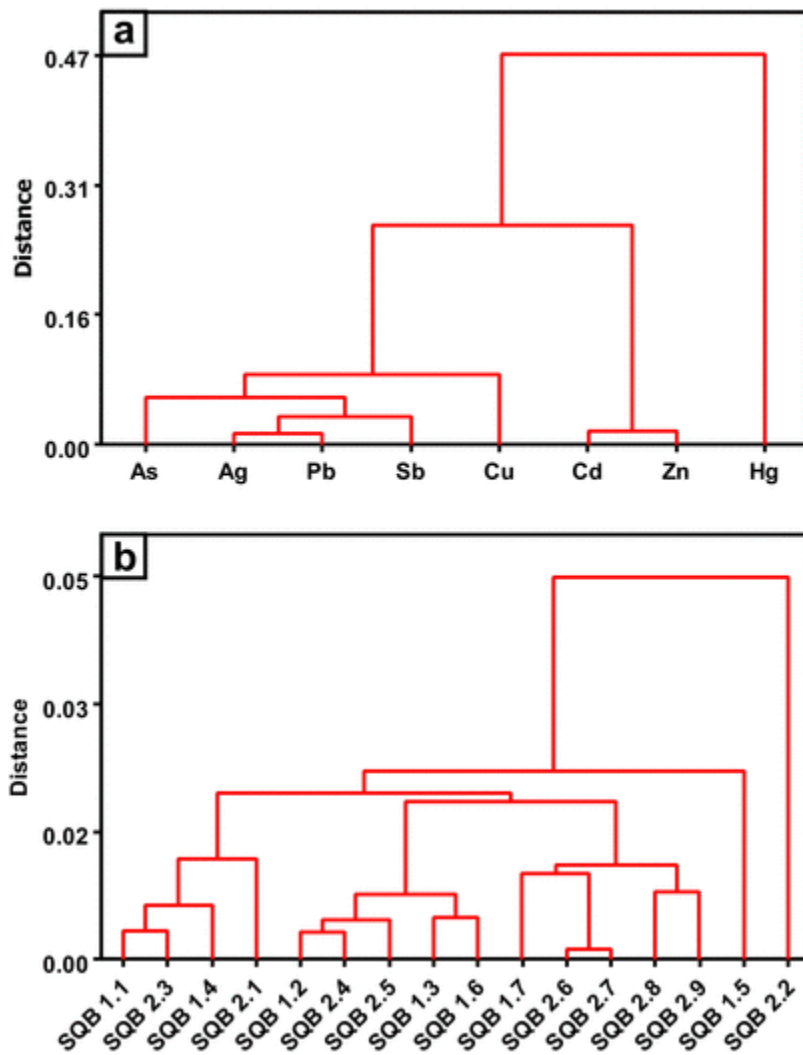 a
0.47
0.31
0.16
0.00
Distance
As Ag Pb Sb Cu Cd Zn Hg
b
0.05
0.03
0.02
0.00
Distance
SQB 1.1 SQB 2.3 SQB 1.4 SQB 2.1 SQB 1.2 SQB 2.4 SQB 2.5 SQB 1.3 SQB 1.6 SQB 1.7 SQB 2.6 SQB 2.7 SQB 2.8 SQB 2.9 SQB 1.5 SQB 2.2